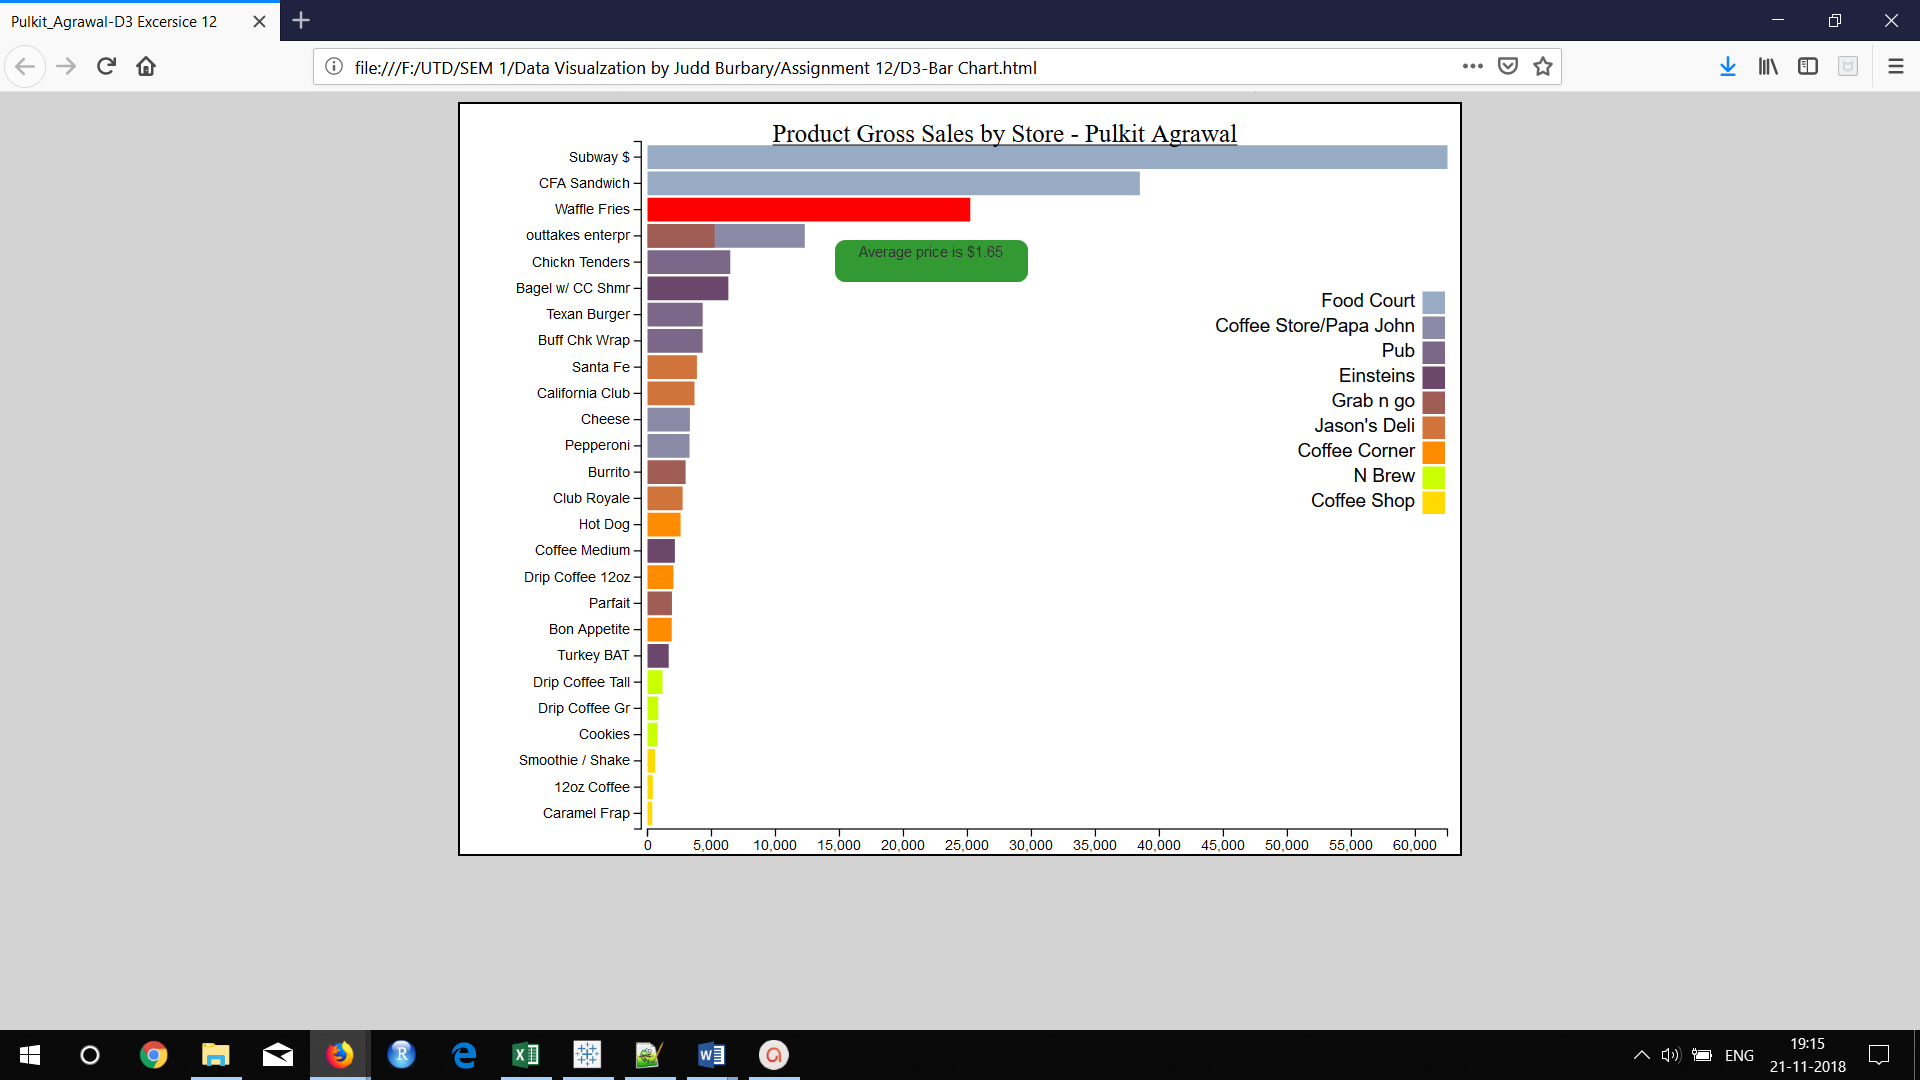 Pulkit_Agrawal-D3 Excersice 12
file:///F:/UTD/SEM 1/Data Visualzation by Judd Burbary/Assignment 12/D3-Bar Chart.html
Product Gross Sales by Store - Pulkit Agrawal
Subway $
CFA Sandwich
Waffle Fries
outtakes enterpr
Chickn Tenders
Bagel w/ CC Shmr
Texan Burger
Buff Chk Wrap
Santa Fe
California Club
Cheese
Pepperoni
Burrito
Club Royale
Hot Dog
Coffee Medium
Drip Coffee 12oz
Parfait
Bon Appetite
Turkey BAT
Drip Coffee Tall
Drip Coffee Gr
Cookies
Smoothie / Shake
12oz Coffee
Caramel Frap
Average price is $1.65
Food Court
Coffee Store/Papa John
Pub
Einsteins
Grab n go
Jason's Deli
Coffee Corner
N Brew
Coffee Shop
0 5,000 10,000 15,000 20,000 25,000 30,000 35,000 40,000 45,000 50,000 55,000 60,000
ENG
19:15
21-11-2018